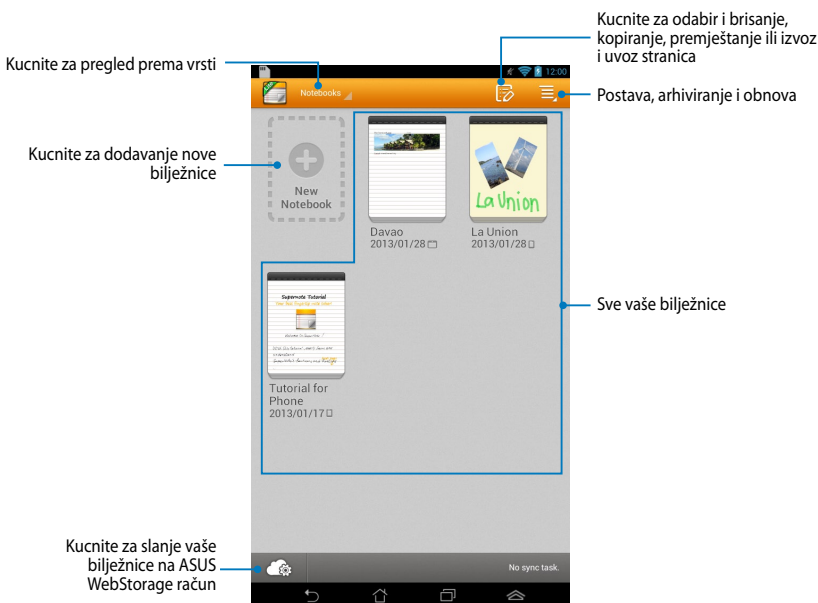 Kucnite za odabir i brisanje,
kopiranje, premještanje ili izvoz
i uvoz stranica
Kucnite za pregled prema vrsti
12:00
Notebooks
Postava, arhiviranje i obnova
Kucnite za dodavanje nove
bilježnice
New
Notebook
La Union
Davao
2013/01/28
La Union
2013/01/28
Sve vaše bilježnice
Supernote Tutorial
Tutorial for
Phone
2013/01/17
Kucnite za slanje vaše
bilježnice na ASUS
WebStorage račun
No sync task.